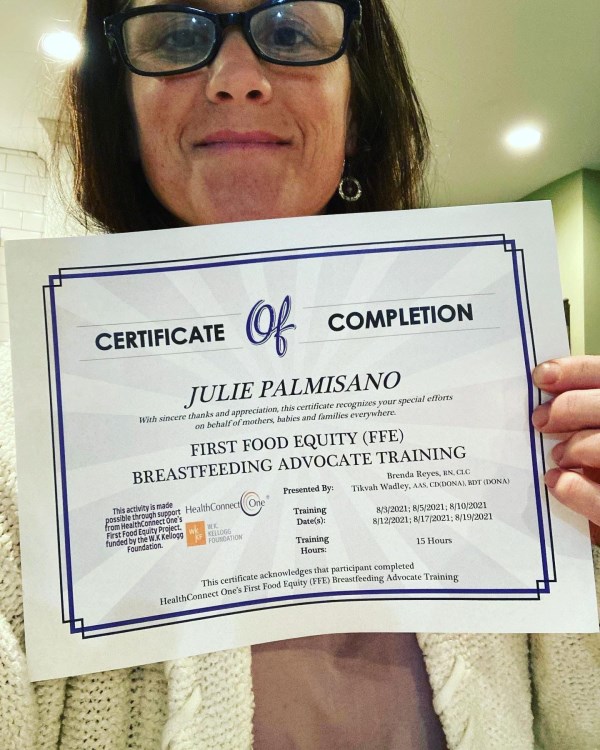 CERTIFICATE Of COMPLETION
JULIE PALMISANO
With sincere thanks and appreciation, this certificate recognizes your special efforts
on behalf of mothers, babies and families everywhere.
FIRST FOOD EQUITY (FFE)
BREASTFEEDING ADVOCATE TRAINING
This activity is made
possible through support
from HealthConnect One's
First Food Equity Project,
funded by the W.K Kellogg
Foundation.
HealthConnect One®
WK
KF
W.K.
KELLOGG
FOUNDATION
Presented By:
Brenda Reyes, RN, CLC
Tikvah Wadley, AAS, CD(DONA), BDT (DONA)
Training
Date(s):
8/3/2021; 8/5/2021; 8/10/2021
8/12/2021; 8/17/2021; 8/19/2021
Training
Hours:
15 Hours
This certificate acknowledges that participant completed
HealthConnect One's First Food Equity (FFE) Breastfeeding Advocate Training